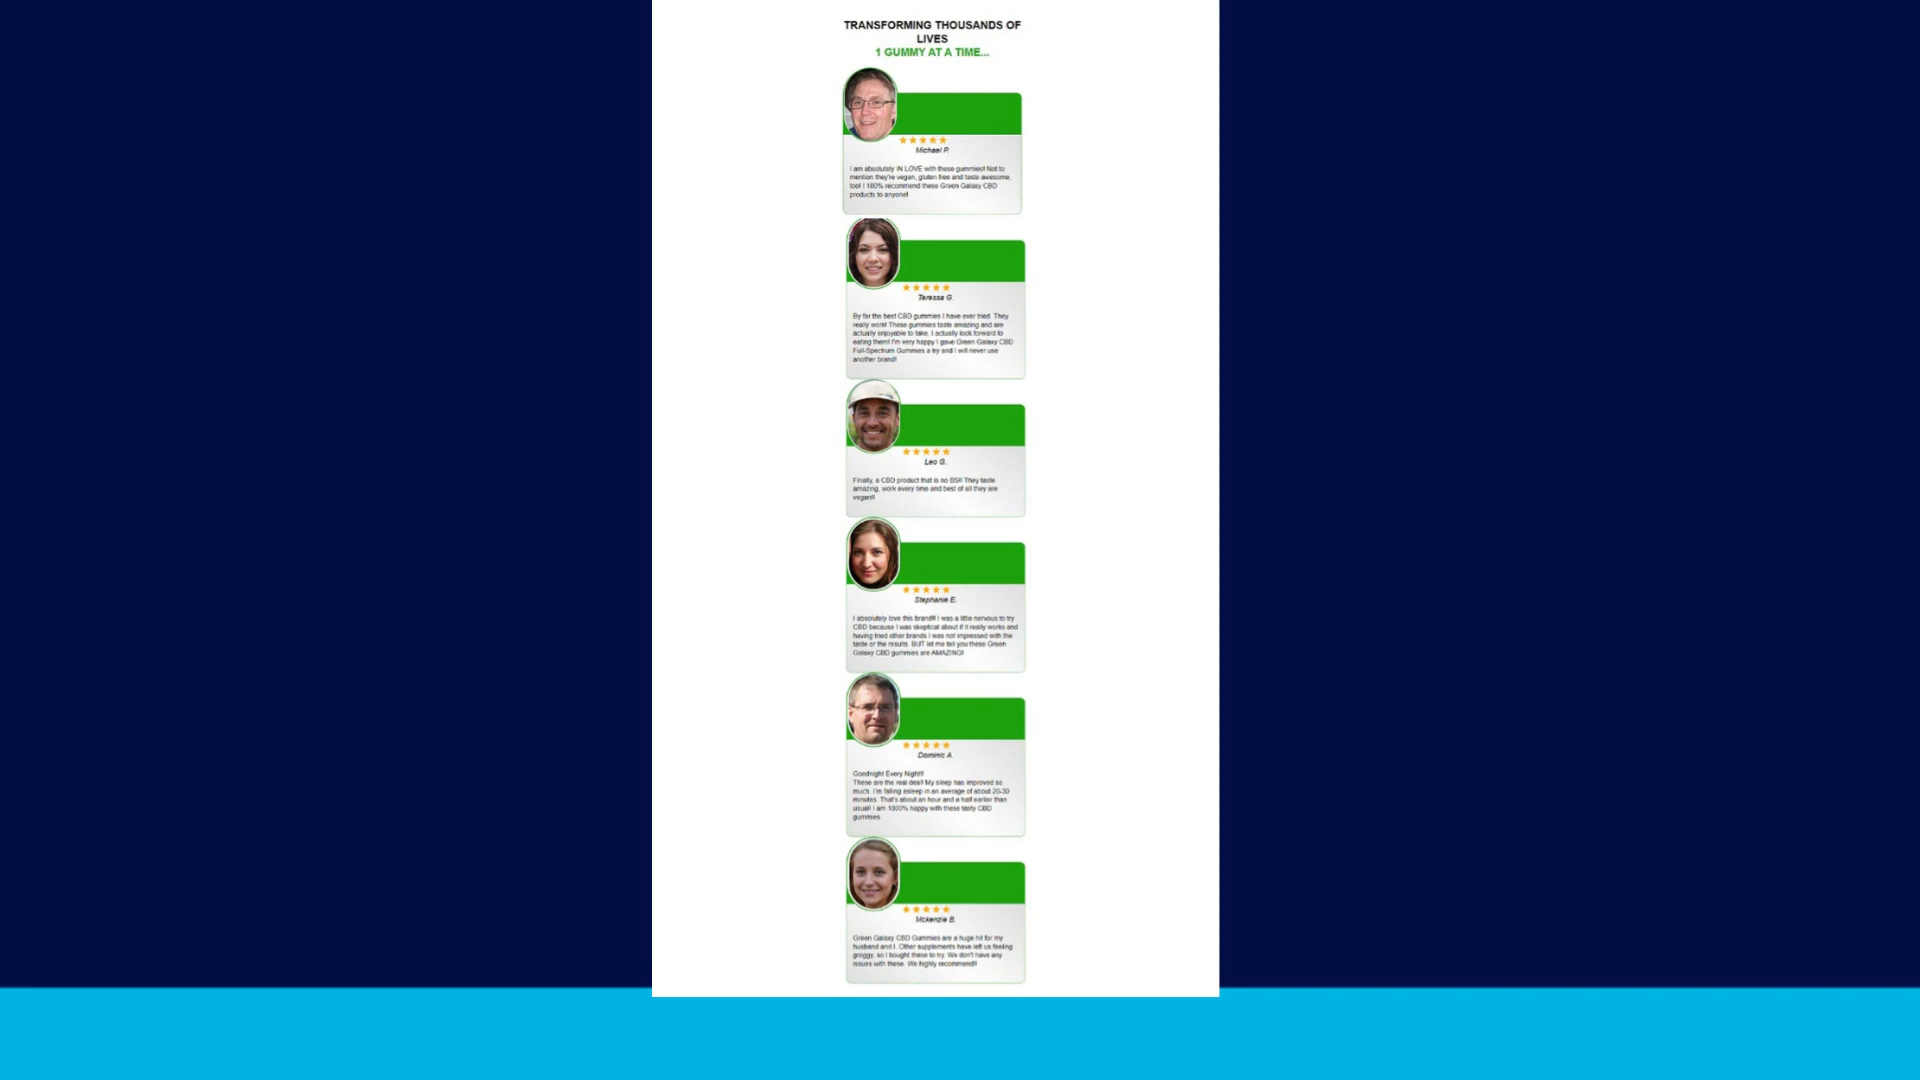 TRANSFORMING THOUSANDS OF
LIVES
1 GUMMY AT A TIME...
Michael P.
I am absolutely IN LOVE with these gummies! Not to
mention they're vegan, gluten free and taste awesome,
too! I 100% recommend these Green Galaxy CBD
products to anyone!
Teressa G.
By far the best CBD gummies I have ever tried. They
really work! These gummies taste amazing and are
actually enjoyable to take, I actually look forward to
eating them! I'm very happy I gave Green Galaxy CBD
Full-Spectrum Gummies a try and I will never use
another brand!
Leo G.
Finally, a CBD product that is no BS!! They taste
amazing, work every time and best of all they are
vegan!!
Stephanie E.
I absolutely love this brand!!! I was a little nervous to try
CBD because I was skeptical about if it really works and
having tried other brands I was not impressed with the
taste or the results. BUT let me tell you these Green
Galaxy CBD gummies are AMAZING!
Dominic A.
Goodnight Every Night!!
These are the real deal! My sleep has improved so
much. I'm falling asleep in an average of about 20-30
minutes. That's about an hour and a half earlier than
usual! I am 1000% happy with these tasty CBD
gummies.
Mckenzie B.
Green Galaxy CBD Gummies are a huge hit for my
husband and I. Other supplements have left us feeling
groggy, so I bought these to try. We don't have any
issues with these. We highly recommend!!